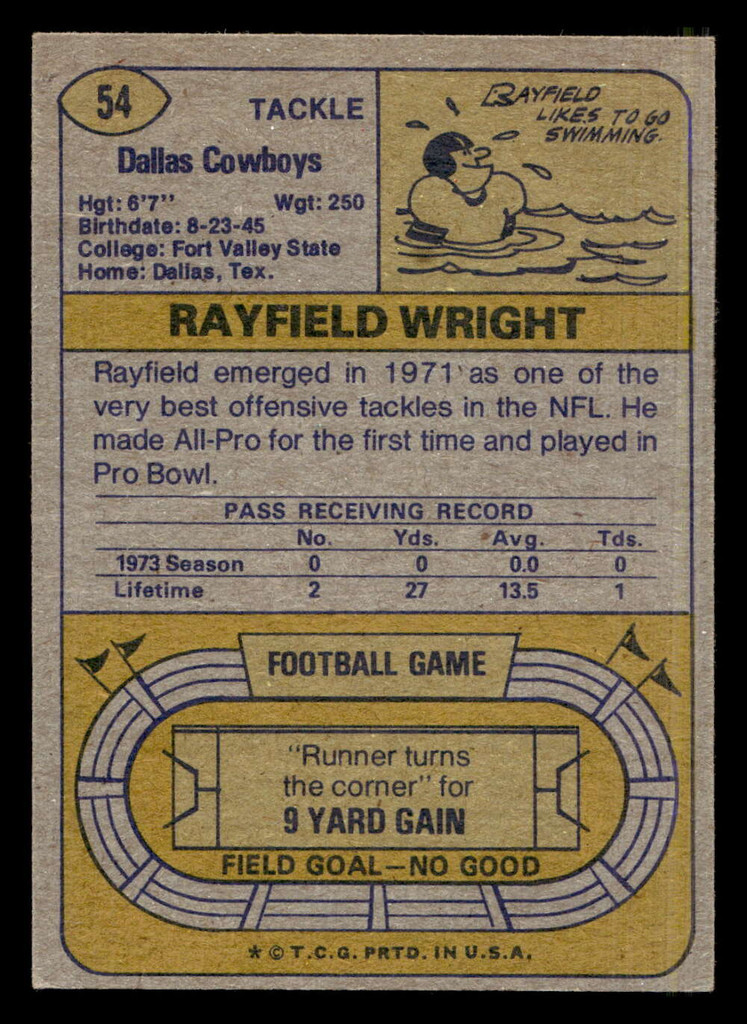 54
TACKLE
Dallas Cowboys
Hgt: 6'7" Wgt: 250
Birthdate: 8-23-45
College: Fort Valley State
Home: Dallas, Tex.
RAYFIELD
LIKES TO GO
SWIMMING.
RAYFIELD WRIGHT
Rayfield emerged in 1971 as one of the
very best offensive tackles in the NFL. He
made All-Pro for the first time and played in
Pro Bowl.
PASS RECEIVING RECORD
No. Yds. Avg. Tds.
1973 Season 0 0 0.0 0
Lifetime 2 27 13.5 1
FOOTBALL GAME
"Runner turns
the corner" for
9 YARD GAIN
FIELD GOAL—NO GOOD
* © T.C.G. PRTD. IN U.S.A.